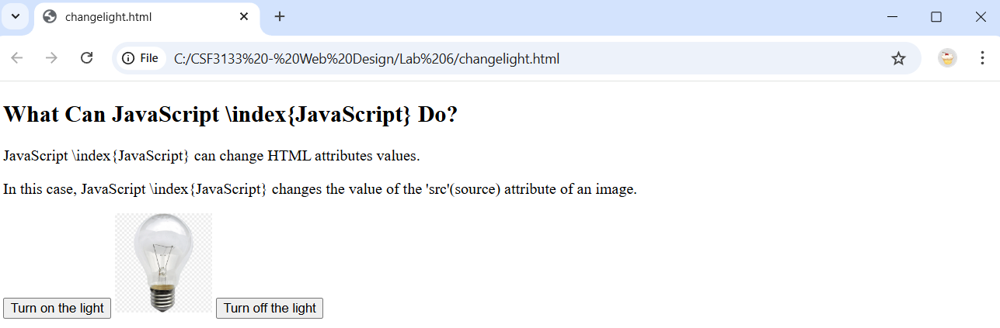 changelight.html
File C:/CSF3133%20-%20Web%20Design/Lab%206/changelight.html
What Can JavaScript \index{JavaScript} Do?
JavaScript \index{JavaScript} can change HTML attributes values.
In this case, JavaScript \index{JavaScript} changes the value of the 'src'(source) attribute of an image.
Turn on the light Turn off the light